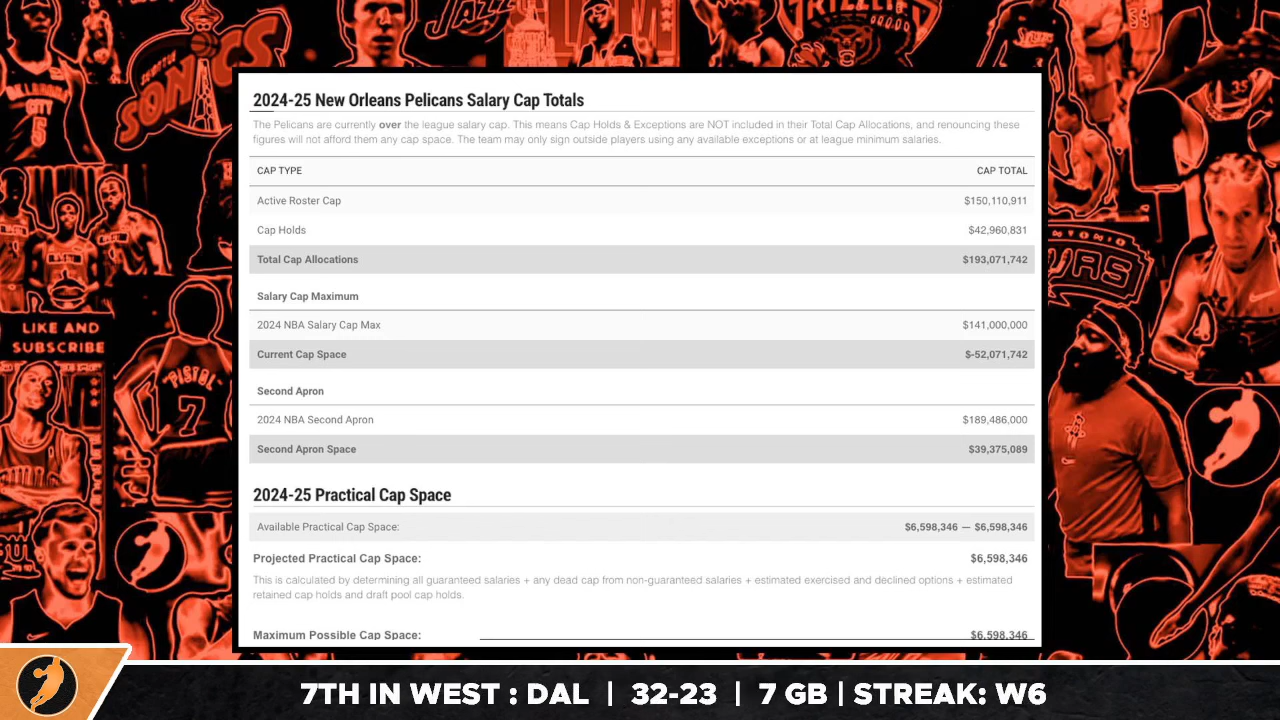 JAZZ
GRIZZLIES
SONICS
OKLAHOMA
CITY
5
35
LIKE AND
SUBSCRIBE
PISTOL
7
2024-25 New Orleans Pelicans Salary Cap Totals
The Pelicans are currently over the league salary cap. This means Cap Holds & Exceptions are NOT included in their Total Cap Allocations, and renouncing these
figures will not afford them any cap space. The team may only sign outside players using any available exceptions or at league minimum salaries.
CAP TYPE CAP TOTAL
Active Roster Cap $150,110,911
Cap Holds $42,960,831
Total Cap Allocations $193,071,742
Salary Cap Maximum
2024 NBA Salary Cap Max $141,000,000
Current Cap Space $-52,071,742
Second Apron
2024 NBA Second Apron $189,486,000
Second Apron Space $39,375,089
2024-25 Practical Cap Space
Available Practical Cap Space: $6,598,346 — $6,598,346
Projected Practical Cap Space: $6,598,346
This is calculated by determining all guaranteed salaries + any dead cap from non-guaranteed salaries + estimated exercised and declined options + estimated
retained cap holds and draft pool cap holds.
Maximum Possible Cap Space: $6,598,346
7TH IN WEST : DAL | 32-23 | 7 GB | STREAK: W6